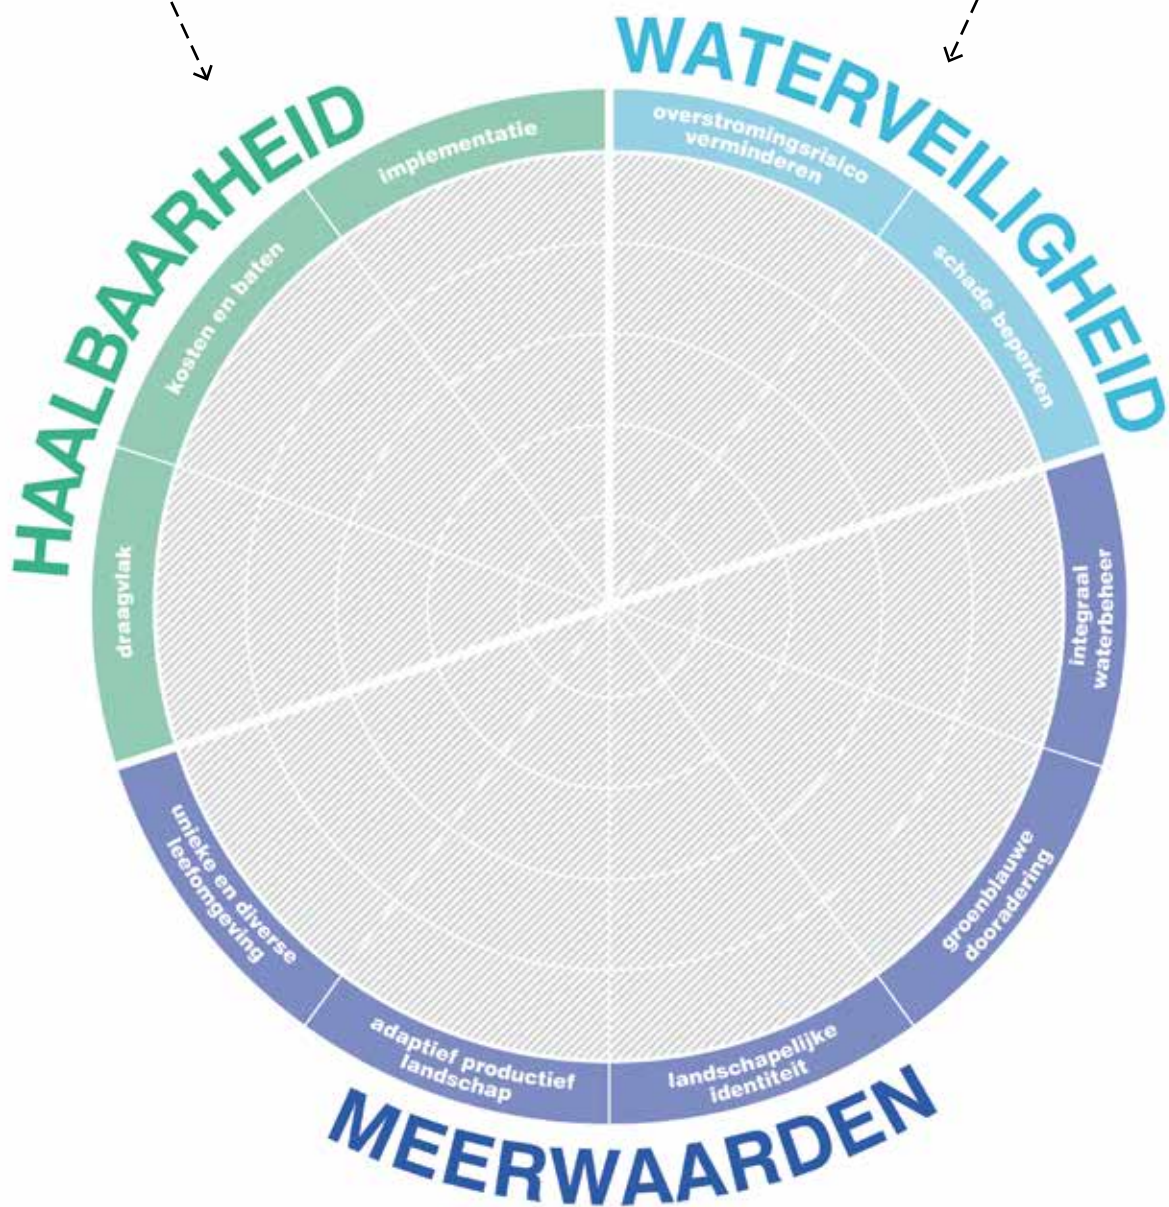 WATERVEILIGHEID
overstromingsrisico
verminderen
schade beperken
integraal
waterbeheer
groenblauwe
dooradering
landschapelijke
identiteit
MEERWAARDEN
adaptief productief
landschap
unieke en diverse
leefomgeving
HAALBAARHEID
draagvlak
kosten en baten
implementatie